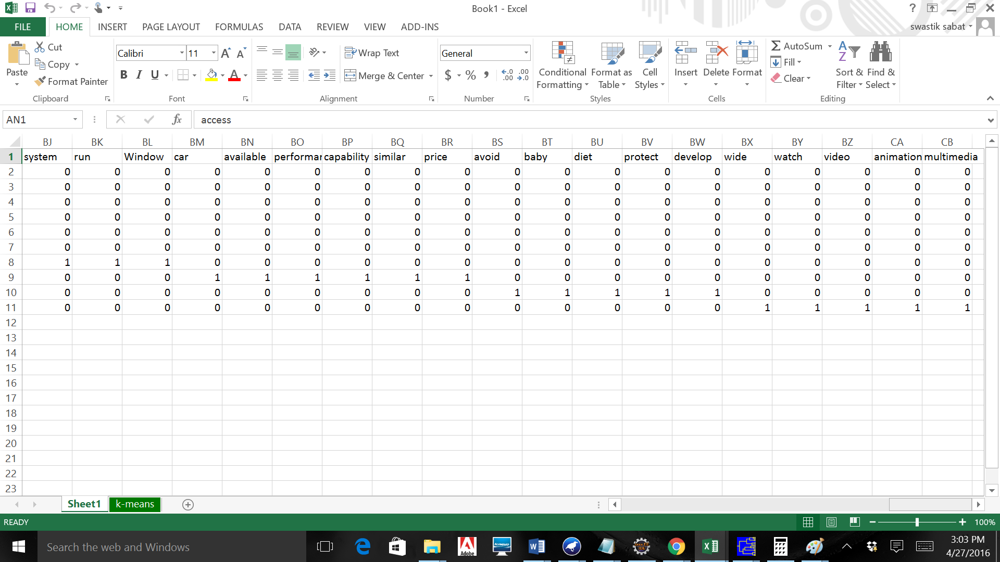 Book1 - Excel
?
FILE HOME INSERT PAGE LAYOUT FORMULAS DATA REVIEW VIEW ADD-INS swastik sabat
Paste
Cut
Copy
Format Painter
Clipboard
Calibri 11
B I U
Font
Wrap Text
Merge & Center
Alignment
General
$ % ,
Number
Conditional Formatting
Format as Table
Cell Styles
Styles
Insert Delete Format
Cells
AutoSum
Fill
Clear
Sort & Filter
Find & Select
Editing
AN1 fx access
BJ BK BL BM BN BO BP BQ BR BS BT BU BV BW BX BY BZ CA CB
1 system run Window car available performar capability similar price avoid baby diet protect develop wide watch video animation multimedia
2 0 0 0 0 0 0 0 0 0 0 0 0 0 0 0 0 0 0 0
3 0 0 0 0 0 0 0 0 0 0 0 0 0 0 0 0 0 0 0
4 0 0 0 0 0 0 0 0 0 0 0 0 0 0 0 0 0 0 0
5 0 0 0 0 0 0 0 0 0 0 0 0 0 0 0 0 0 0 0
6 0 0 0 0 0 0 0 0 0 0 0 0 0 0 0 0 0 0 0
7 0 0 0 0 0 0 0 0 0 0 0 0 0 0 0 0 0 0 0
8 1 1 1 0 0 0 0 0 0 0 0 0 0 0 0 0 0 0 0
9 0 0 0 1 1 1 1 1 1 0 0 0 0 0 0 0 0 0 0
10 0 0 0 0 0 0 0 0 0 1 1 1 1 1 0 0 0 0 0
11 0 0 0 0 0 0 0 0 0 0 0 0 0 0 1 1 1 1 1
12
13
14
15
16
17
18
19
20
21
22
23
Sheet1 k-means
READY 100%
Search the web and Windows
Adobe
lenovo
Java EE
IDE
3:03 PM
4/27/2016